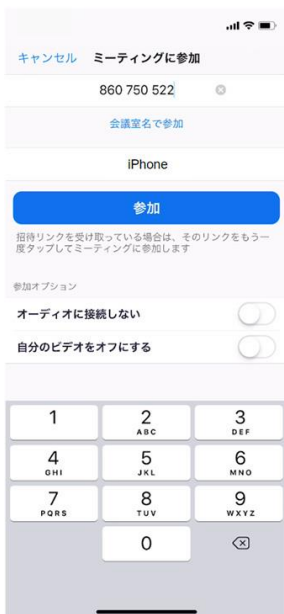 キャンセル ミーティングに参加
860 750 522
会議室名で参加
iPhone
参加
招待リンクを受け取っている場合は、そのリンクをもう一
度タップしてミーティングに参加します
参加オプション
オーディオに接続しない
自分のビデオをオフにする
1 2 3
ABC DEF
4 5 6
GHI JKL MNO
7 8 9
PQRS TUV WXYZ
0